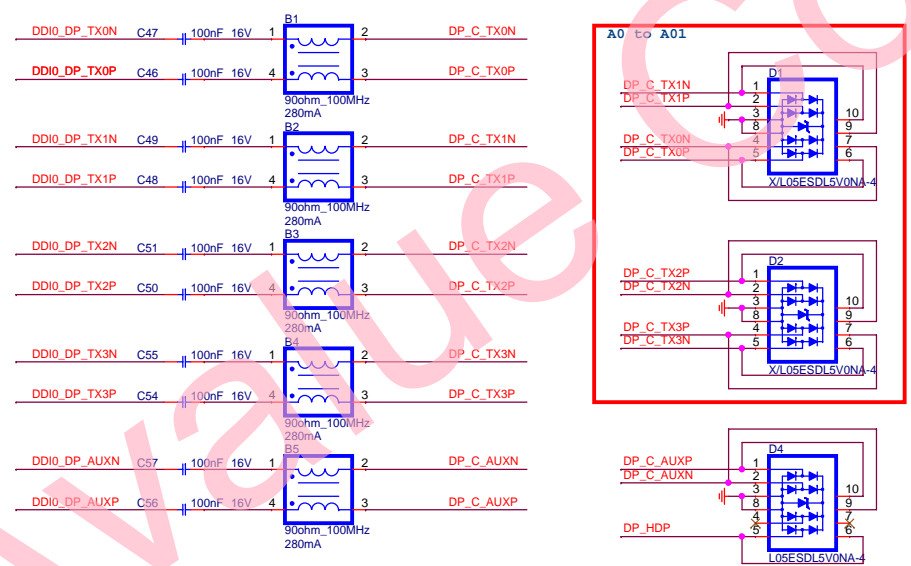 B1
DDI0_DP_TX0N C47 100nF 16V 1 2 DP_C_TX0N
DDI0_DP_TX0P C46 100nF 16V 4 3 DP_C_TX0P
90ohm_100MHz
280mA
B2
DDI0_DP_TX1N C49 100nF 16V 1 2 DP_C_TX1N
DDI0_DP_TX1P C48 100nF 16V 4 3 DP_C_TX1P
90ohm_100MHz
280mA
B3
DDI0_DP_TX2N C51 100nF 16V 1 2 DP_C_TX2N
DDI0_DP_TX2P C50 100nF 16V 4 3 DP_C_TX2P
90ohm_100MHz
280mA
B4
DDI0_DP_TX3N C55 100nF 16V 1 2 DP_C_TX3N
DDI0_DP_TX3P C54 100nF 16V 4 3 DP_C_TX3P
90ohm_100MHz
280mA
B5
DDI0_DP_AUXN C57 100nF 16V 1 2 DP_C_AUXN
DDI0_DP_AUXP C56 100nF 16V 4 3 DP_C_AUXP
90ohm_100MHz
280mA
A0 to A01
D1
DP_C_TX1N 1
DP_C_TX1P 2
3 10
8 9
DP_C_TX0N 4 7
DP_C_TX0P 5 6
X/L05ESDL5V0NA-4
D2
DP_C_TX2P 1
DP_C_TX2N 2
3 10
8 9
DP_C_TX3P 4 7
DP_C_TX3N 5 6
X/L05ESDL5V0NA-4
D4
DP_C_AUXP 1
DP_C_AUXN 2
3 10
8 9
4 7
DP_HDP 5 6
L05ESDL5V0NA-4
Avalue Co